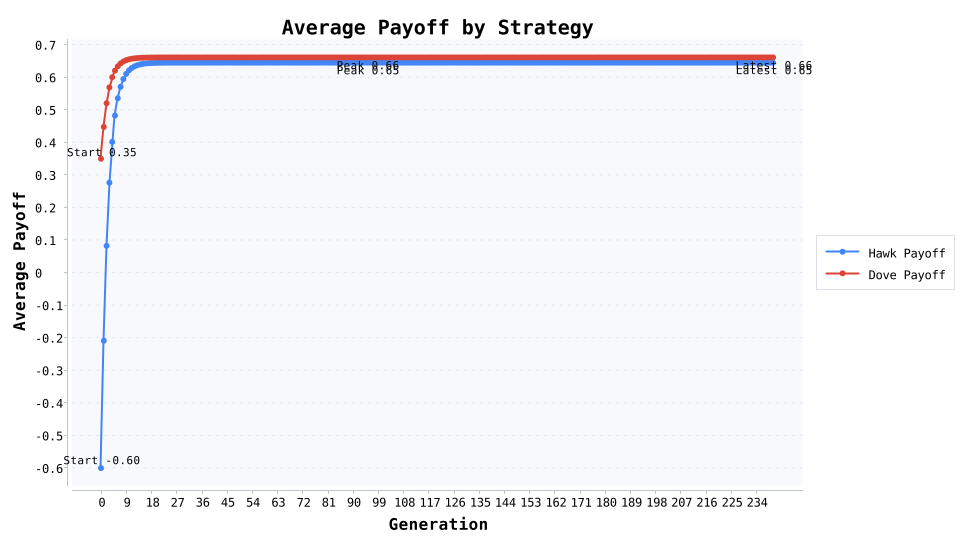 Average Payoff by Strategy
Average Payoff
0.7
0.6
0.5
0.4
0.3
0.2
0.1
0
-0.1
-0.2
-0.3
-0.4
-0.5
-0.6
Peak 0.66
Peak 0.65
Latest 0.66
Latest 0.65
Start 0.35
Start -0.60
Hawk Payoff
Dove Payoff
0 9 18 27 36 45 54 63 72 81 90 99 108 117 126 135 144 153 162 171 180 189 198 207 216 225 234
Generation